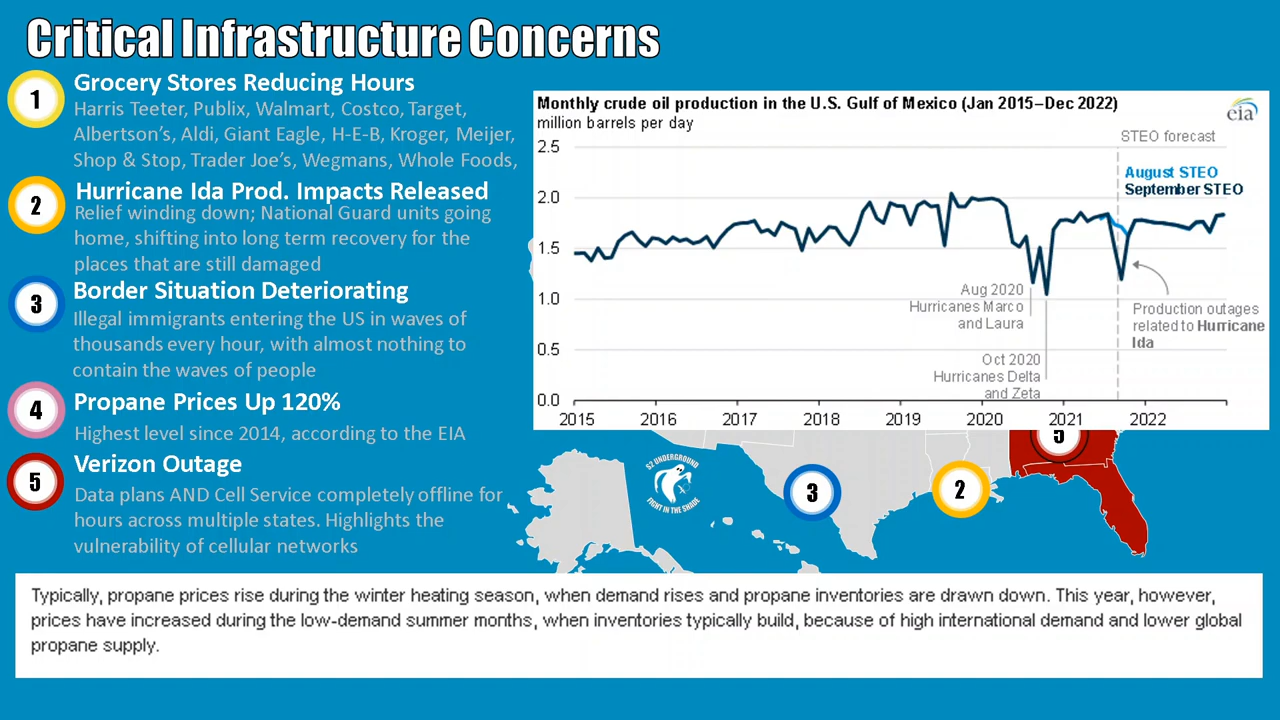 Critical Infrastructure Concerns
1
Grocery Stores Reducing Hours
Harris Teeter, Publix, Walmart, Costco, Target,
Albertson's, Aldi, Giant Eagle, H-E-B, Kroger, Meijer,
Shop & Stop, Trader Joe's, Wegmans, Whole Foods,
2
Hurricane Ida Prod. Impacts Released
Relief winding down; National Guard units going
home, shifting into long term recovery for the
places that are still damaged
3
Border Situation Deteriorating
Illegal immigrants entering the US in waves of
thousands every hour, with almost nothing to
contain the waves of people
4
Propane Prices Up 120%
Highest level since 2014, according to the EIA
5
Verizon Outage
Data plans AND Cell Service completely offline for
hours across multiple states. Highlights the
vulnerability of cellular networks
Monthly crude oil production in the U.S. Gulf of Mexico (Jan 2015–Dec 2022)
million barrels per day
eia
STEO forecast
August STEO
September STEO
2.5
2.0
1.5
1.0
0.5
0.0
Aug 2020
Hurricanes Marco
and Laura
Oct 2020
Hurricanes Delta
and Zeta
Production outages
related to Hurricane
Ida
2015 2016 2017 2018 2019 2020 2021 2022
5
S2 UNDERGROUND
FIGHT IN THE SHADE
3
2
Typically, propane prices rise during the winter heating season, when demand rises and propane inventories are drawn down. This year, however,
prices have increased during the low-demand summer months, when inventories typically build, because of high international demand and lower global
propane supply.